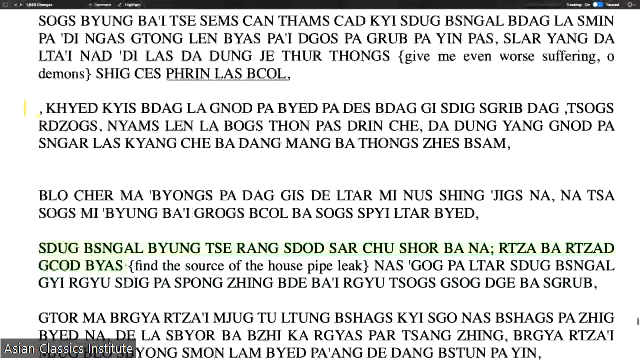 Tracking: On Paused
SOGS BYUNG BA'I TSE SEMS CAN THAMS CAD KYI SDUG BSNGAL BDAG LA SMIN
PA 'DI NGAS GTONG LEN BYAS PA'I DGOS PA GRUB PA YIN PAS, SLAR YANG DA
LTA'I NAD 'DI LAS DA DUNG JE THUR THONGS {give me even worse suffering, o
demons} SHIG CES PHRIN LAS BCOL,
, KHYED KYIS BDAG LA GNOD PA BYED PA DES BDAG GI SDIG SGRIB DAG ,TSOGS
RDZOGS, NYAMS LEN LA BOGS THON PAS DRIN CHE, DA DUNG YANG GNOD PA
SNGAR LAS KYANG CHE BA DANG MANG BA THONGS ZHES BSAM,
BLO CHER MA 'BYONGS PA DAG GIS DE LTAR MI NUS SHING 'JIGS NA, NA TSA
SOGS MI 'BYUNG BA'I GROGS BCOL BA SOGS SPYI LTAR BYED,
SDUG BSNGAL BYUNG TSE RANG SDOD SAR CHU SHOR BA NA; RTZA BA RTZAD
GCOD BYAS {find the source of the house pipe leak} NAS 'GOG PA LTAR SDUG BSNGAL
GYI RGYU SDIG PA SPONG ZHING BDE BA'I RGYU TSOGS GSOG DGE BA SGRUB,
GTOR MA BRGYA RTZA'I MJUG TU LTUNG BSHAGS KYI SGO NAS BSHAGS PA ZHIG
BYED NA, DE LA SBYOR BA BZHI KA RGYAS PAR TSANG ZHING, BRGYA RTZA'I
YONG SMON LAM BYED PA'ANG DE DANG BSTUN PA YIN,
Asian Classics Institute